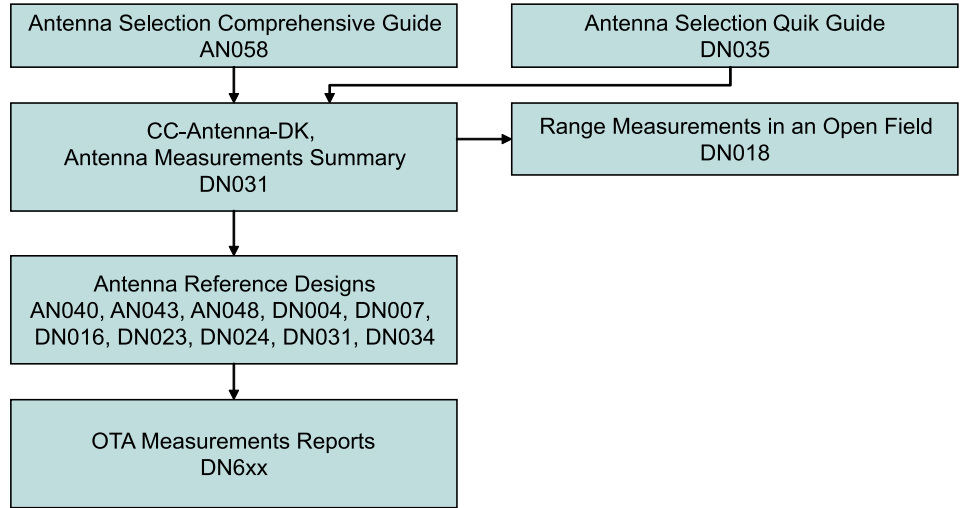 Antenna Selection Comprehensive Guide
AN058
Antenna Selection Quik Guide
DN035
CC-Antenna-DK,
Antenna Measurements Summary
DN031
Range Measurements in an Open Field
DN018
Antenna Reference Designs
AN040, AN043, AN048, DN004, DN007,
DN016, DN023, DN024, DN031, DN034
OTA Measurements Reports
DN6xx